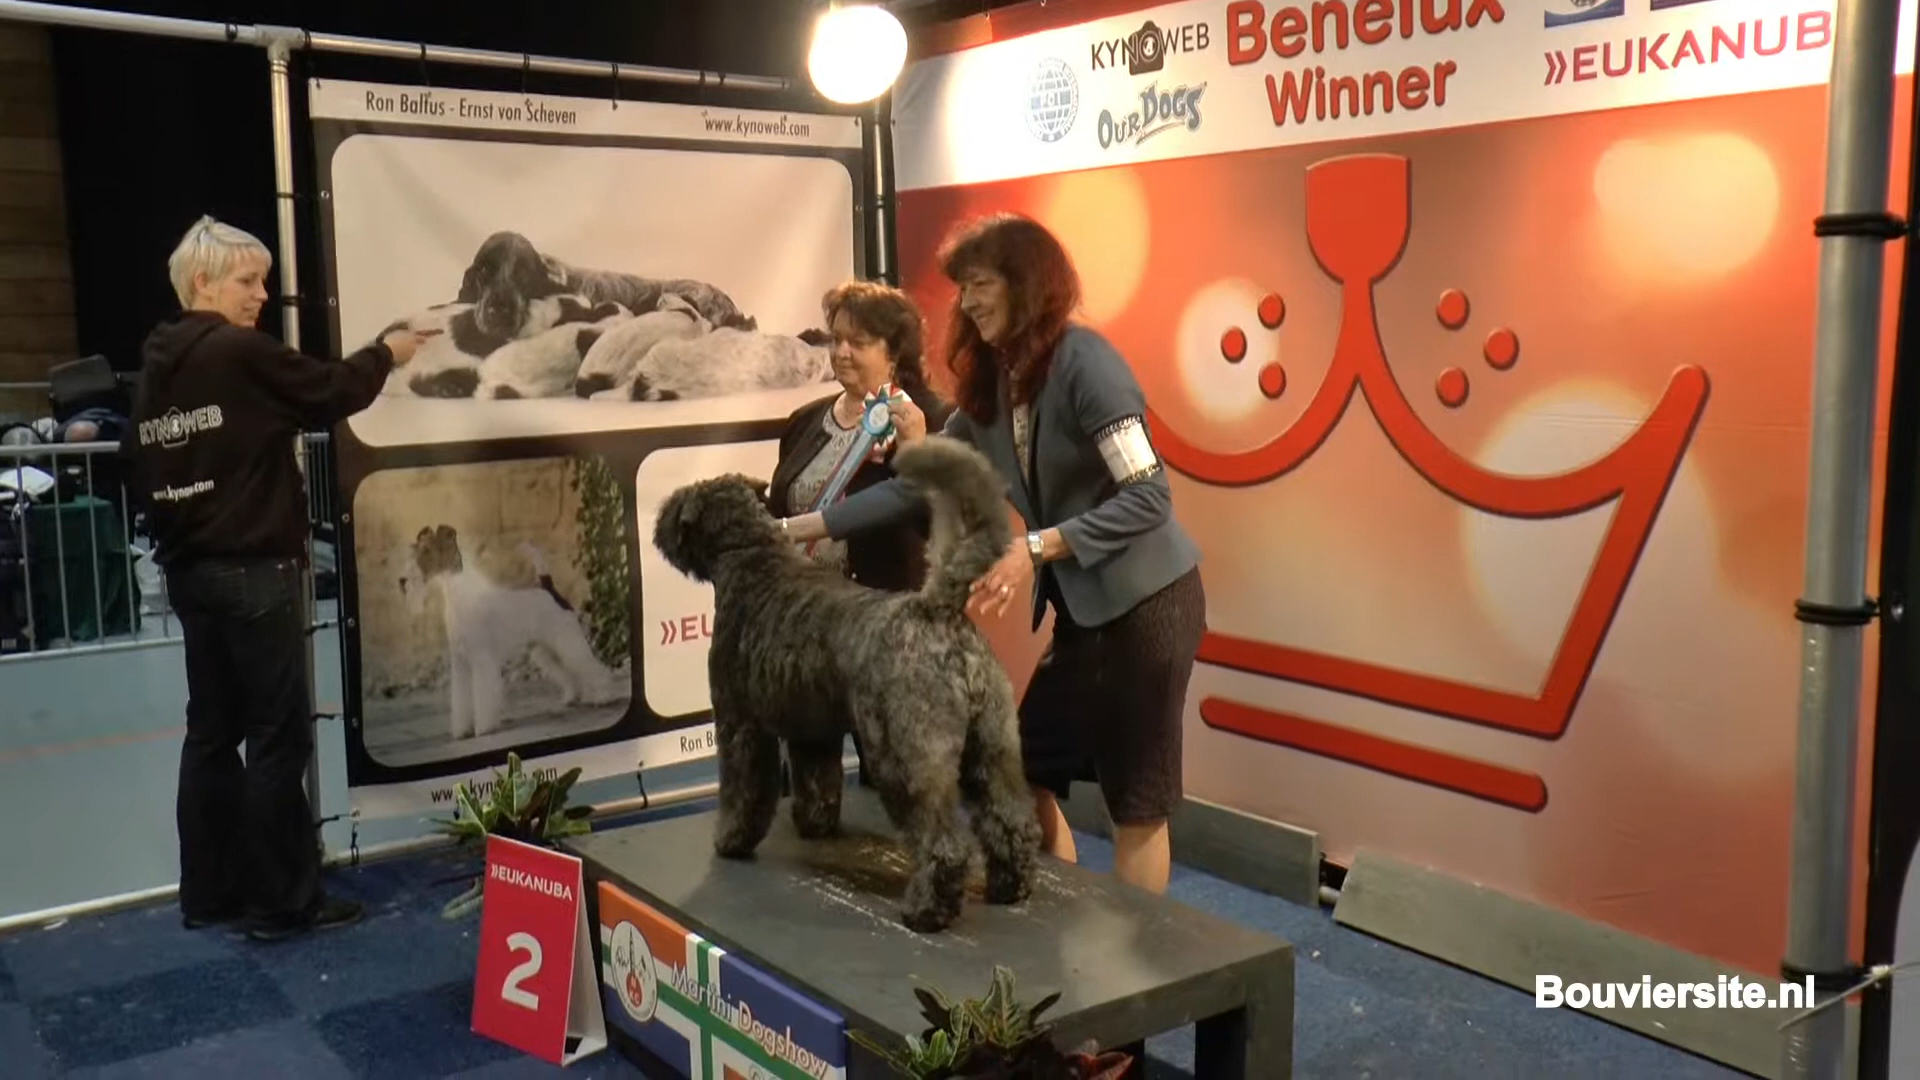 Ron Baltus - Ernst von Scheven
www.kynoweb.com
KYNOWEB
OUR DOGS
Benelux
Winner
»EUKANUB
KYNOWEB
www.kynoweb.com
»EU
Ron B
»EUKANUBA
2
Martini Dogshow
Bouviersite.nl